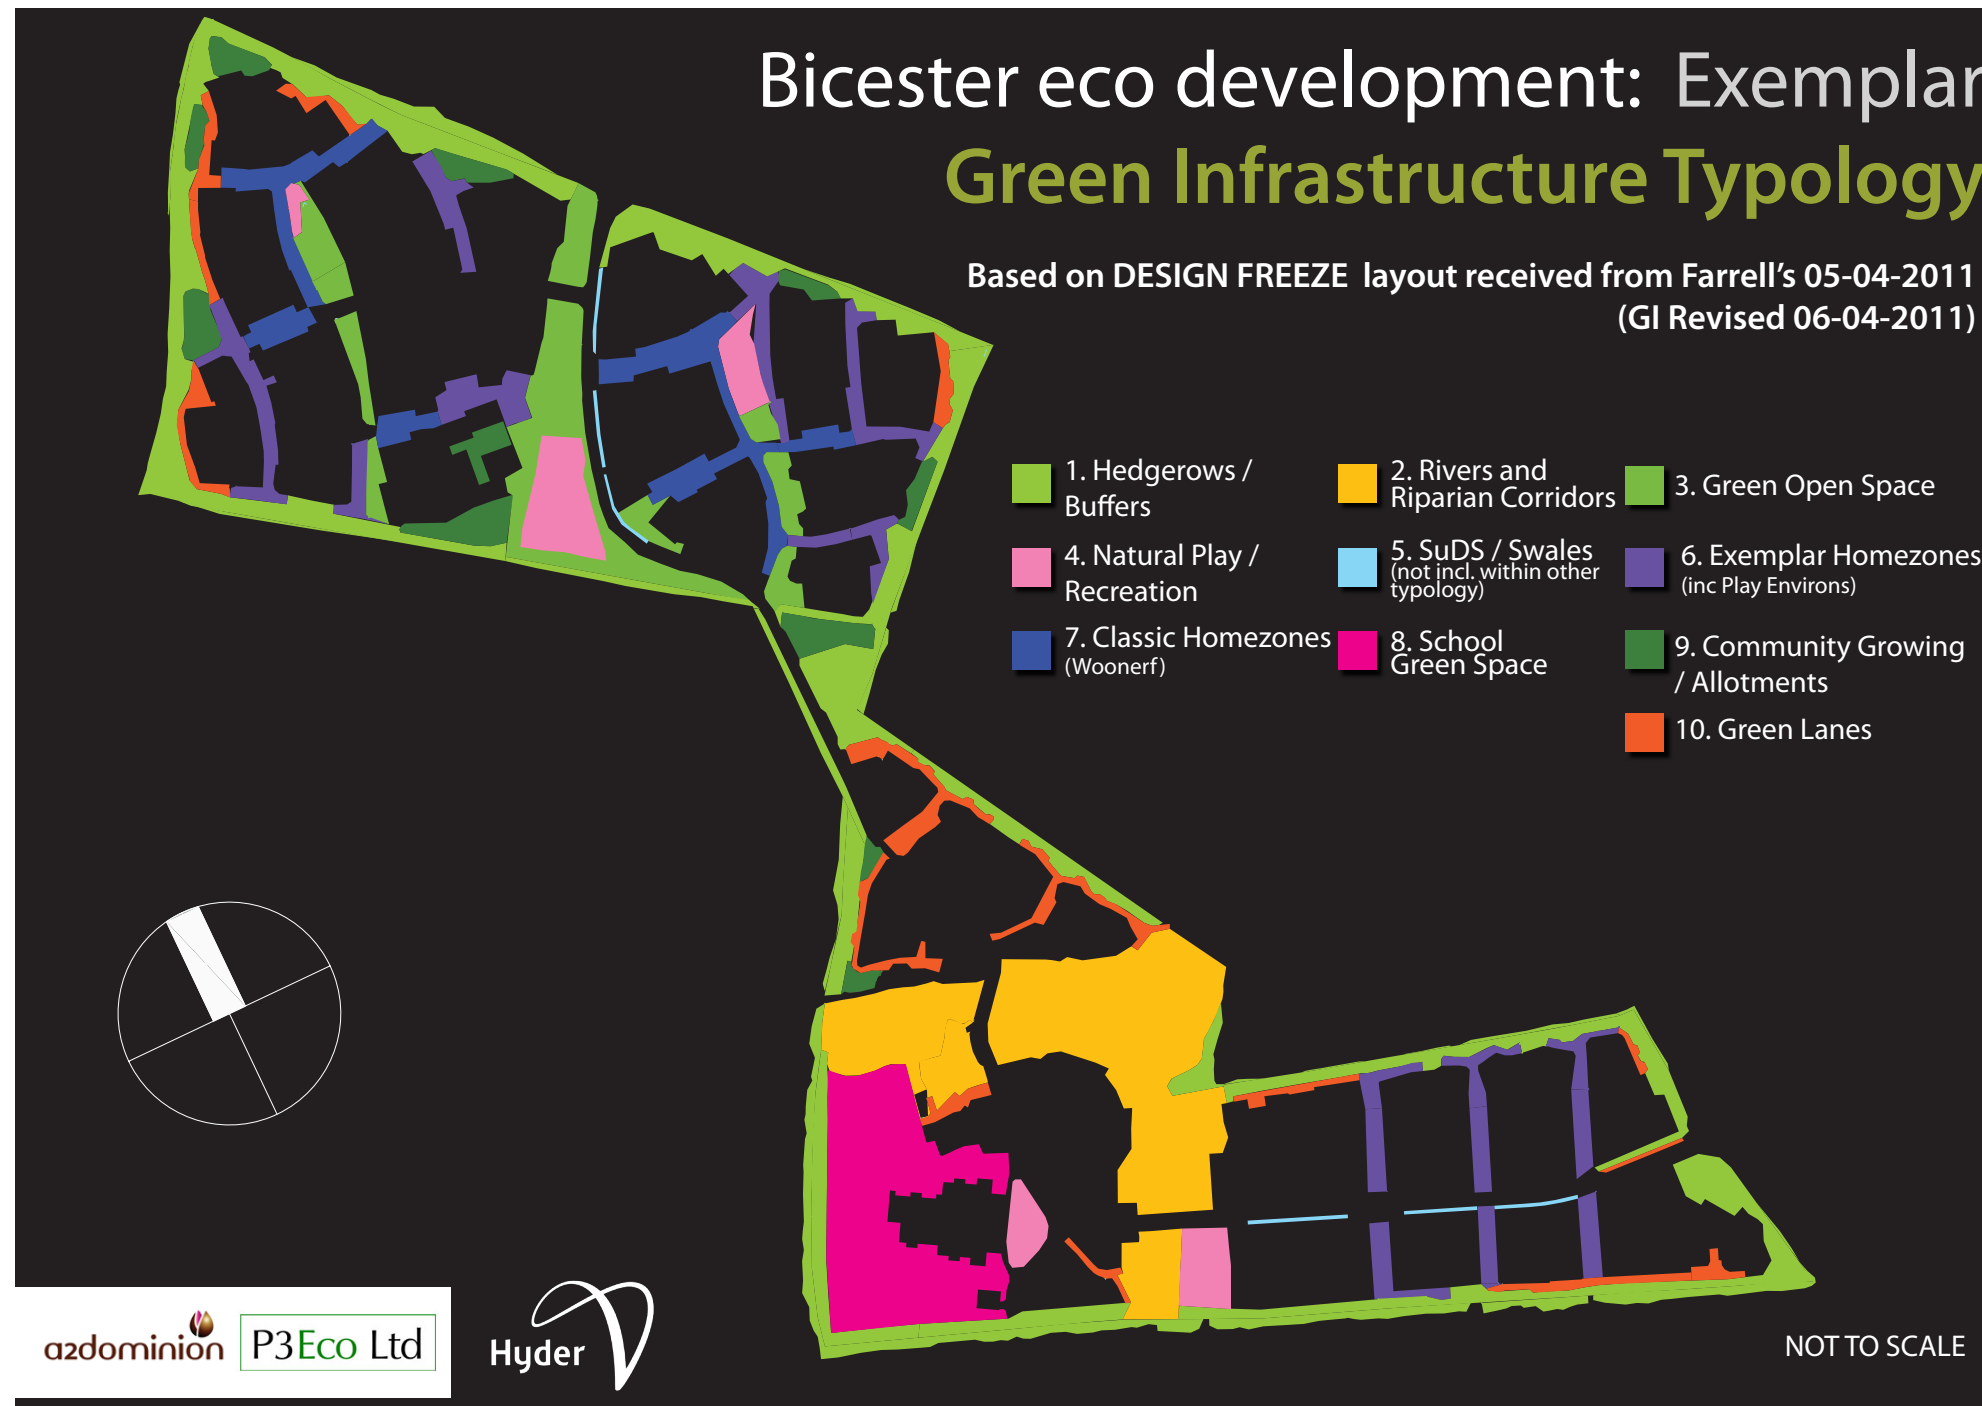 Bicester eco development: Exemplar
Green Infrastructure Typology
Based on DESIGN FREEZE layout received from Farrell's 05-04-2011
(GI Revised 06-04-2011)
1. Hedgerows /
Buffers
2. Rivers and
Riparian Corridors
3. Green Open Space
4. Natural Play /
Recreation
5. SuDS / Swales
(not incl. within other
typology)
6. Exemplar Homezones
(inc Play Environs)
7. Classic Homezones
(Woonerf)
8. School
Green Space
9. Community Growing
/ Allotments
10. Green Lanes
a2dominion
P3Eco Ltd
Hyder
NOT TO SCALE